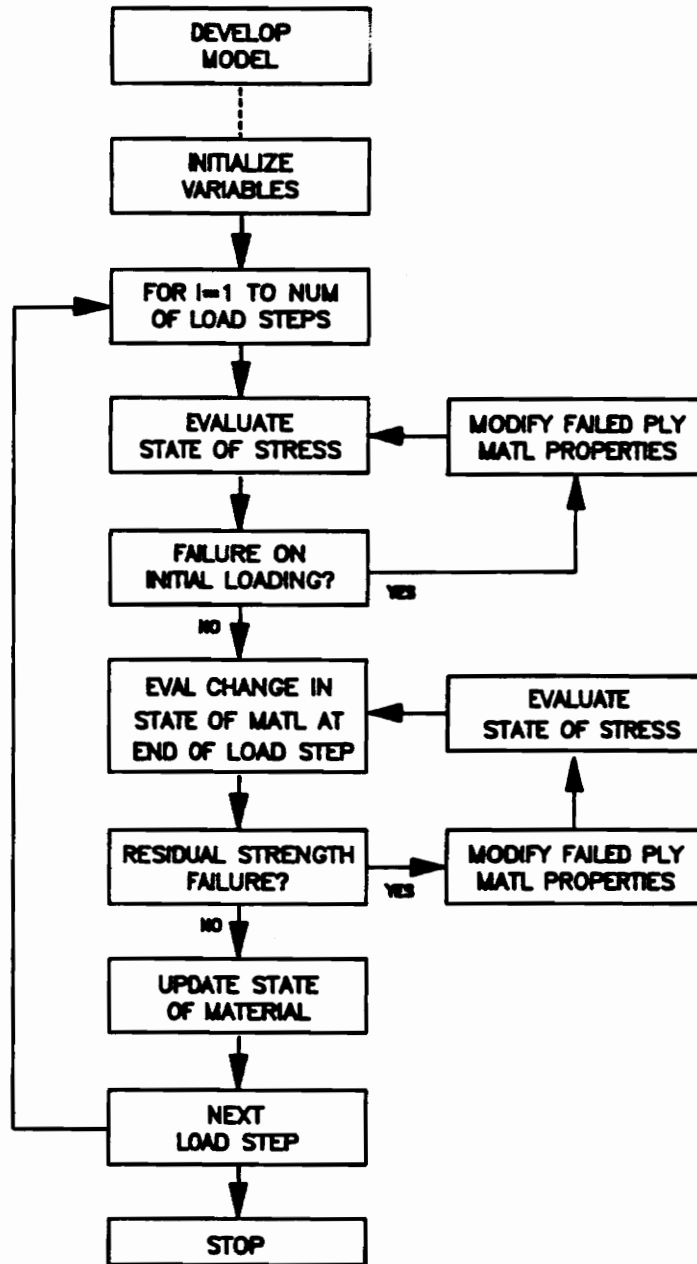 DEVELOP
MODEL
INITIALIZE
VARIABLES
FOR I=1 TO NUM
OF LOAD STEPS
EVALUATE
STATE OF STRESS
MODIFY FAILED PLY
MATL PROPERTIES
FAILURE ON
INITIAL LOADING?
YES
NO
EVAL CHANGE IN
STATE OF MATL AT
END OF LOAD STEP
EVALUATE
STATE OF STRESS
RESIDUAL STRENGTH
FAILURE?
YES
MODIFY FAILED PLY
MATL PROPERTIES
NO
UPDATE STATE
OF MATERIAL
NEXT
LOAD STEP
STOP